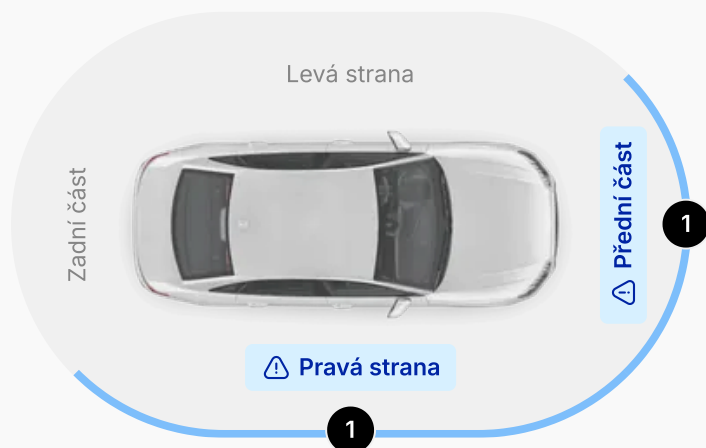 Levá strana
Zadní část
Přední část
1
Pravá strana
1